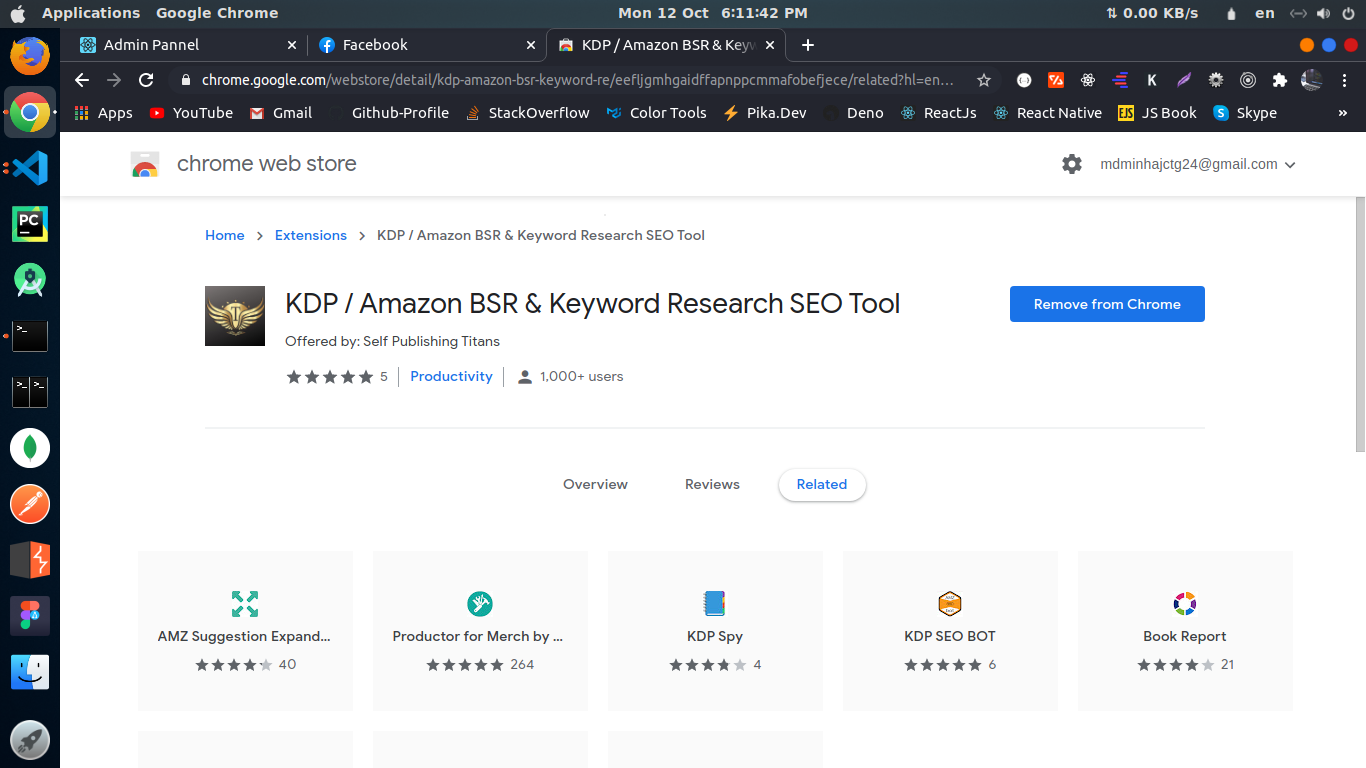 Applications Google Chrome Mon 12 Oct 6:11:42 PM 0.00 KB/s en
Admin Pannel Facebook KDP / Amazon BSR & Keyw
chrome.google.com/webstore/detail/kdp-amazon-bsr-keyword-re/eefljgmhgaidffapnppcmmafobefjece/related?hl=en...
Apps YouTube Gmail Github-Profile StackOverflow Color Tools Pika.Dev Deno ReactJs React Native EJS JS Book Skype »
chrome web store mdminhajctg24@gmail.com
Home > Extensions > KDP / Amazon BSR & Keyword Research SEO Tool
KDP / Amazon BSR & Keyword Research SEO Tool Remove from Chrome
Offered by: Self Publishing Titans
5 Productivity 1,000+ users
Overview Reviews Related
AMZ Suggestion Expand... Productor for Merch by ... KDP Spy KDP SEO BOT Book Report
40 264 4 6 21
PC